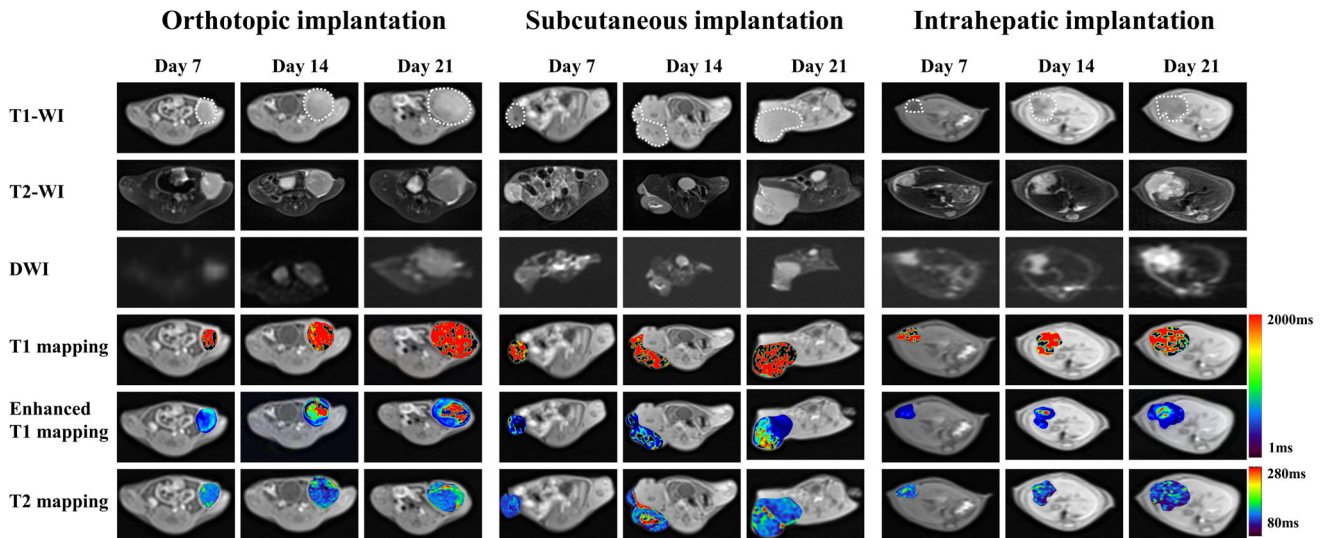 Orthotopic implantation Subcutaneous implantation Intrahepatic implantation
Day 7 Day 14 Day 21 Day 7 Day 14 Day 21 Day 7 Day 14 Day 21
T1-WI
T2-WI
DWI
T1 mapping
2000ms
Enhanced
T1 mapping
1ms
T2 mapping
280ms
80ms